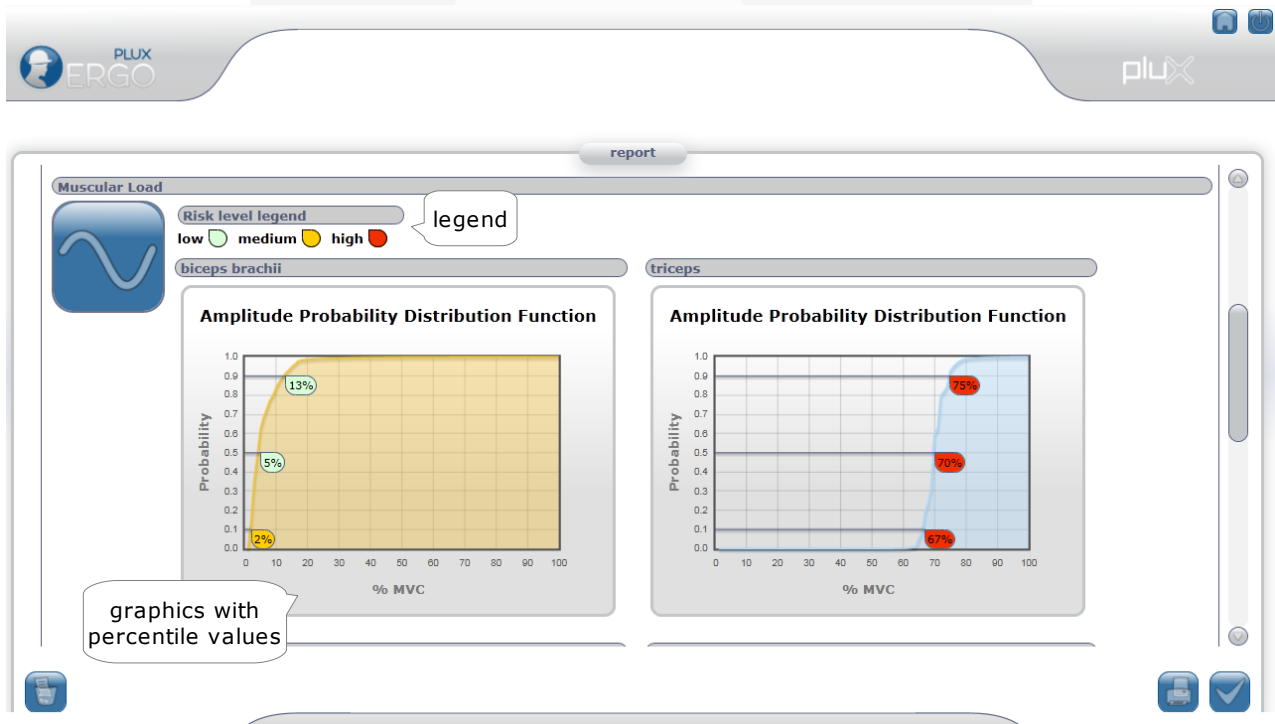 PLUX
ERGO
plux
report
Muscular Load
Risk level legend
low medium high
legend
biceps brachii
triceps
Amplitude Probability Distribution Function
1.0
0.9
0.8
0.7
0.6
0.5
0.4
0.3
0.2
0.1
0.0
Probability
13%
5%
2%
0 10 20 30 40 50 60 70 80 90 100
% MVC
Amplitude Probability Distribution Function
1.0
0.9
0.8
0.7
0.6
0.5
0.4
0.3
0.2
0.1
0.0
Probability
75%
70%
67%
0 10 20 30 40 50 60 70 80 90 100
% MVC
graphics with
percentile values